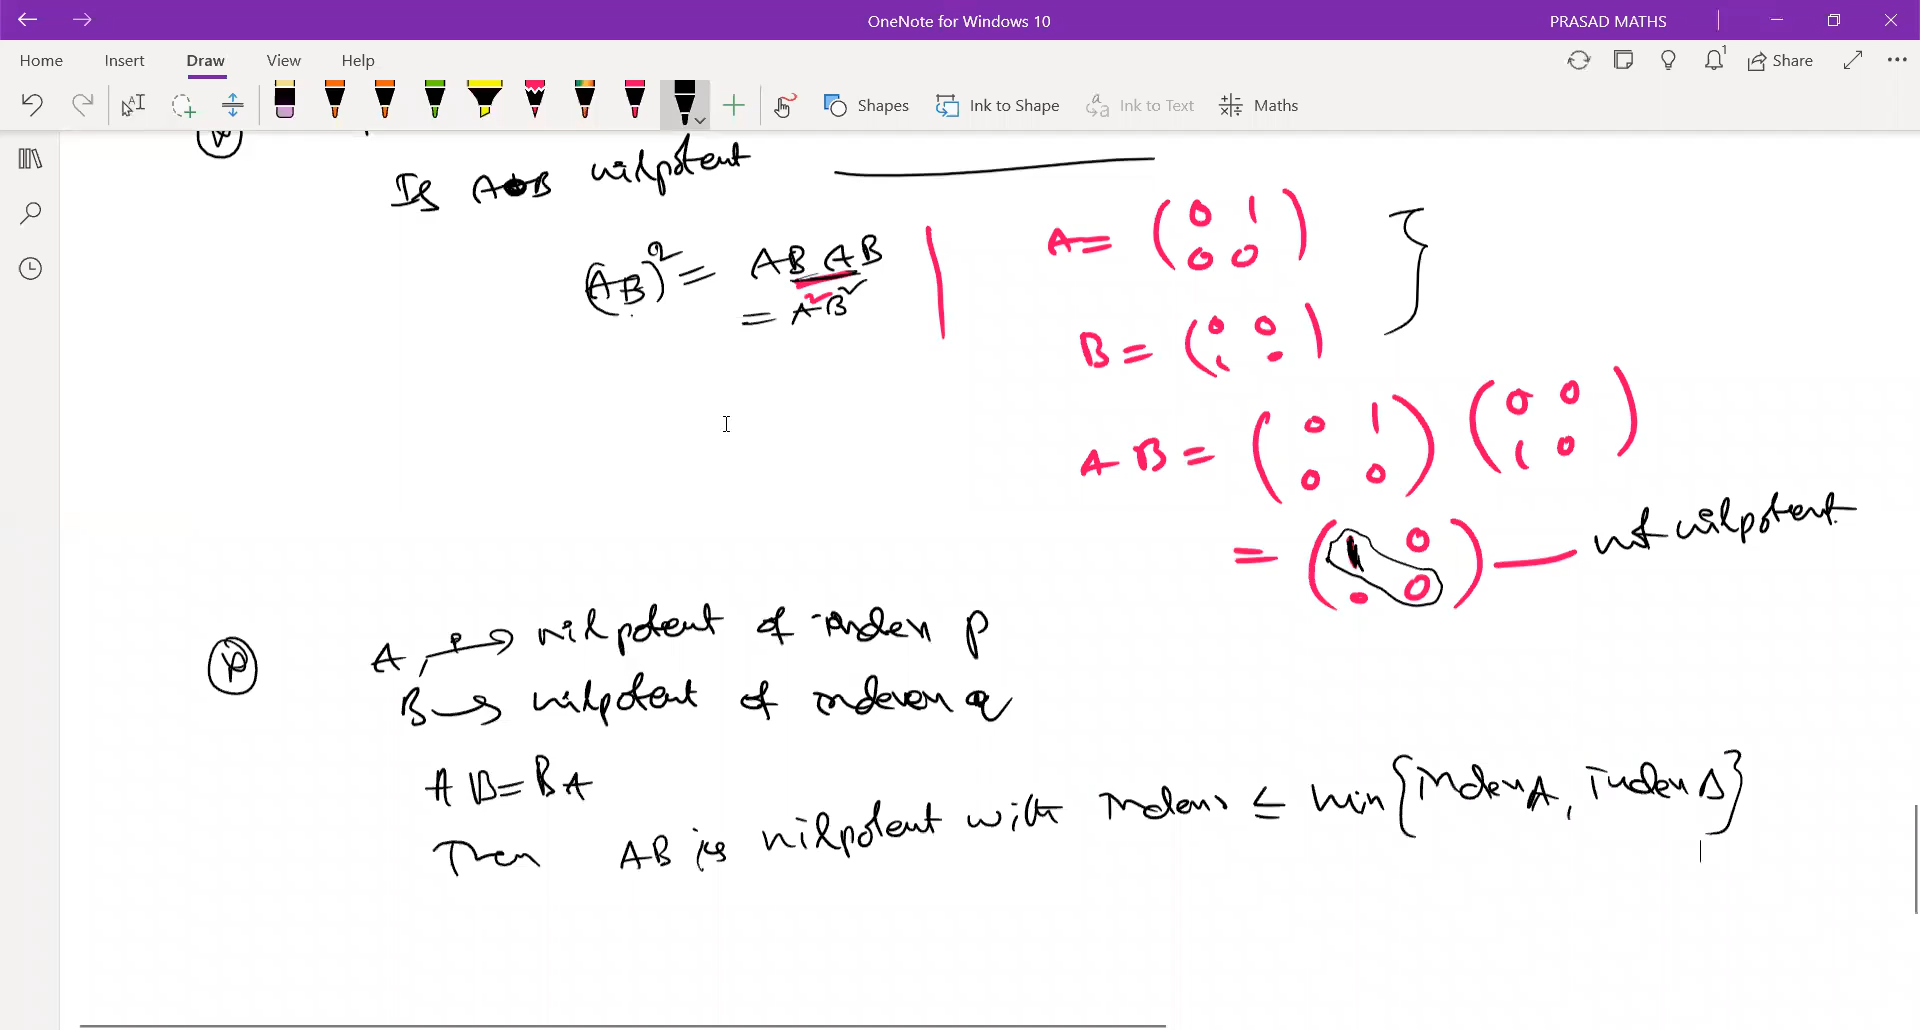 OneNote for Windows 10
PRASAD MATHS
Home Insert Draw View Help
1
Share
Shapes
Ink to Shape
Ink to Text
Maths
Is AB nilpotent
(AB)² = AB AB
= A²B²
A = ( 0 1
0 0 )
B = ( 0 0
1 0 )
AB = ( 0 1
0 0 ) ( 0 0
1 0 )
= ( 1 0
0 0 ) — not nilpotent
A → nilpotent of index p
B → nilpotent of index q
AB = BA
Then AB is nilpotent with index ≤ min { index A, index B }